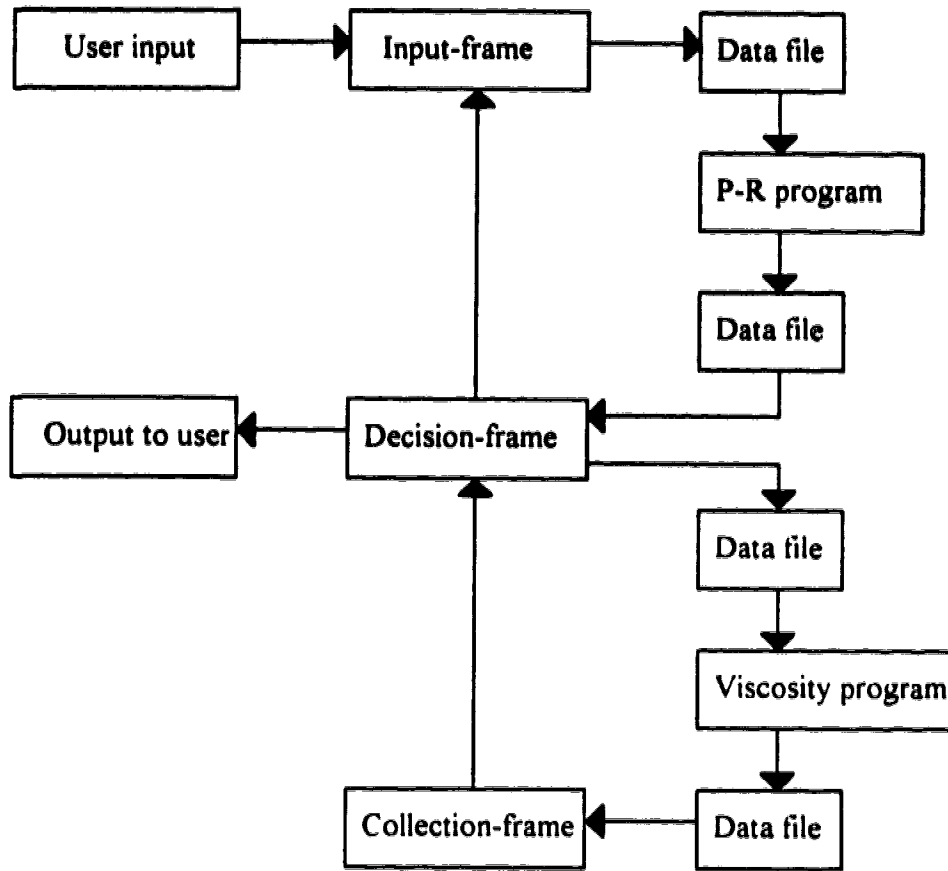 User input
Input-frame
Data file
P-R program
Data file
Output to user
Decision-frame
Data file
Viscosity program
Collection-frame
Data file